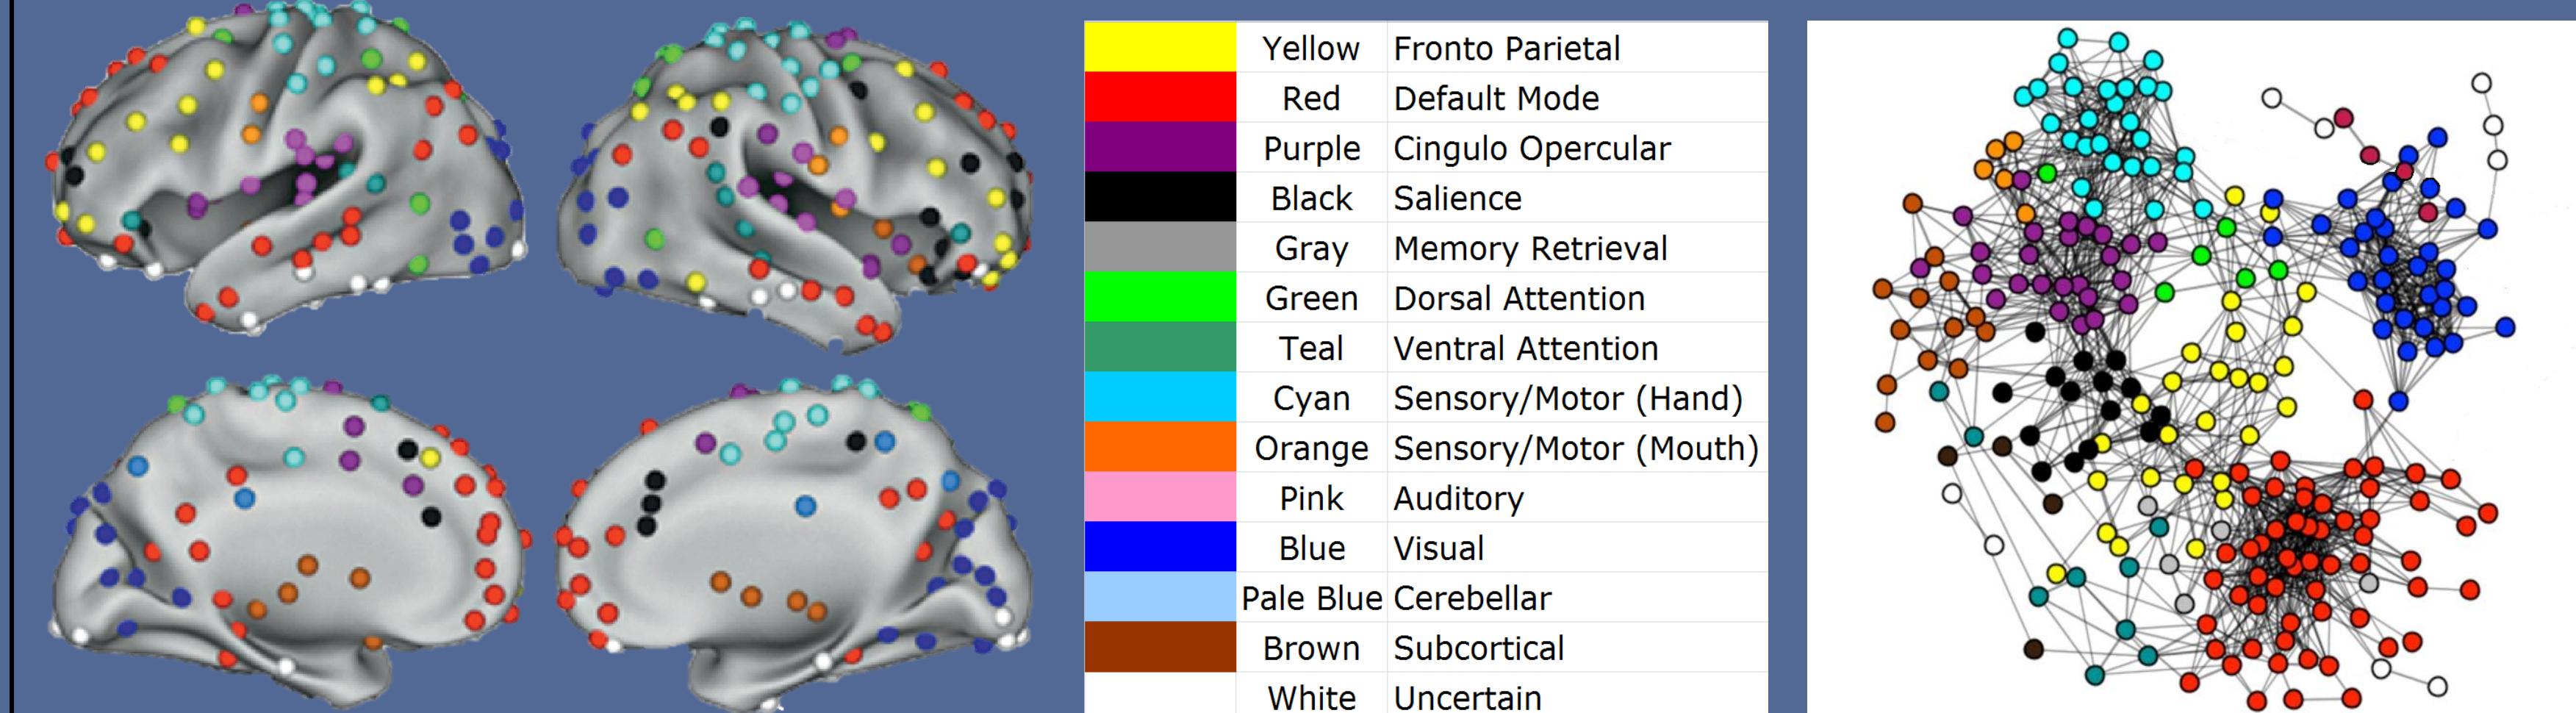 Yellow Fronto Parietal
Red Default Mode
Purple Cingulo Opercular
Black Salience
Gray Memory Retrieval
Green Dorsal Attention
Teal Ventral Attention
Cyan Sensory/Motor (Hand)
Orange Sensory/Motor (Mouth)
Pink Auditory
Blue Visual
Pale Blue Cerebellar
Brown Subcortical
White Uncertain